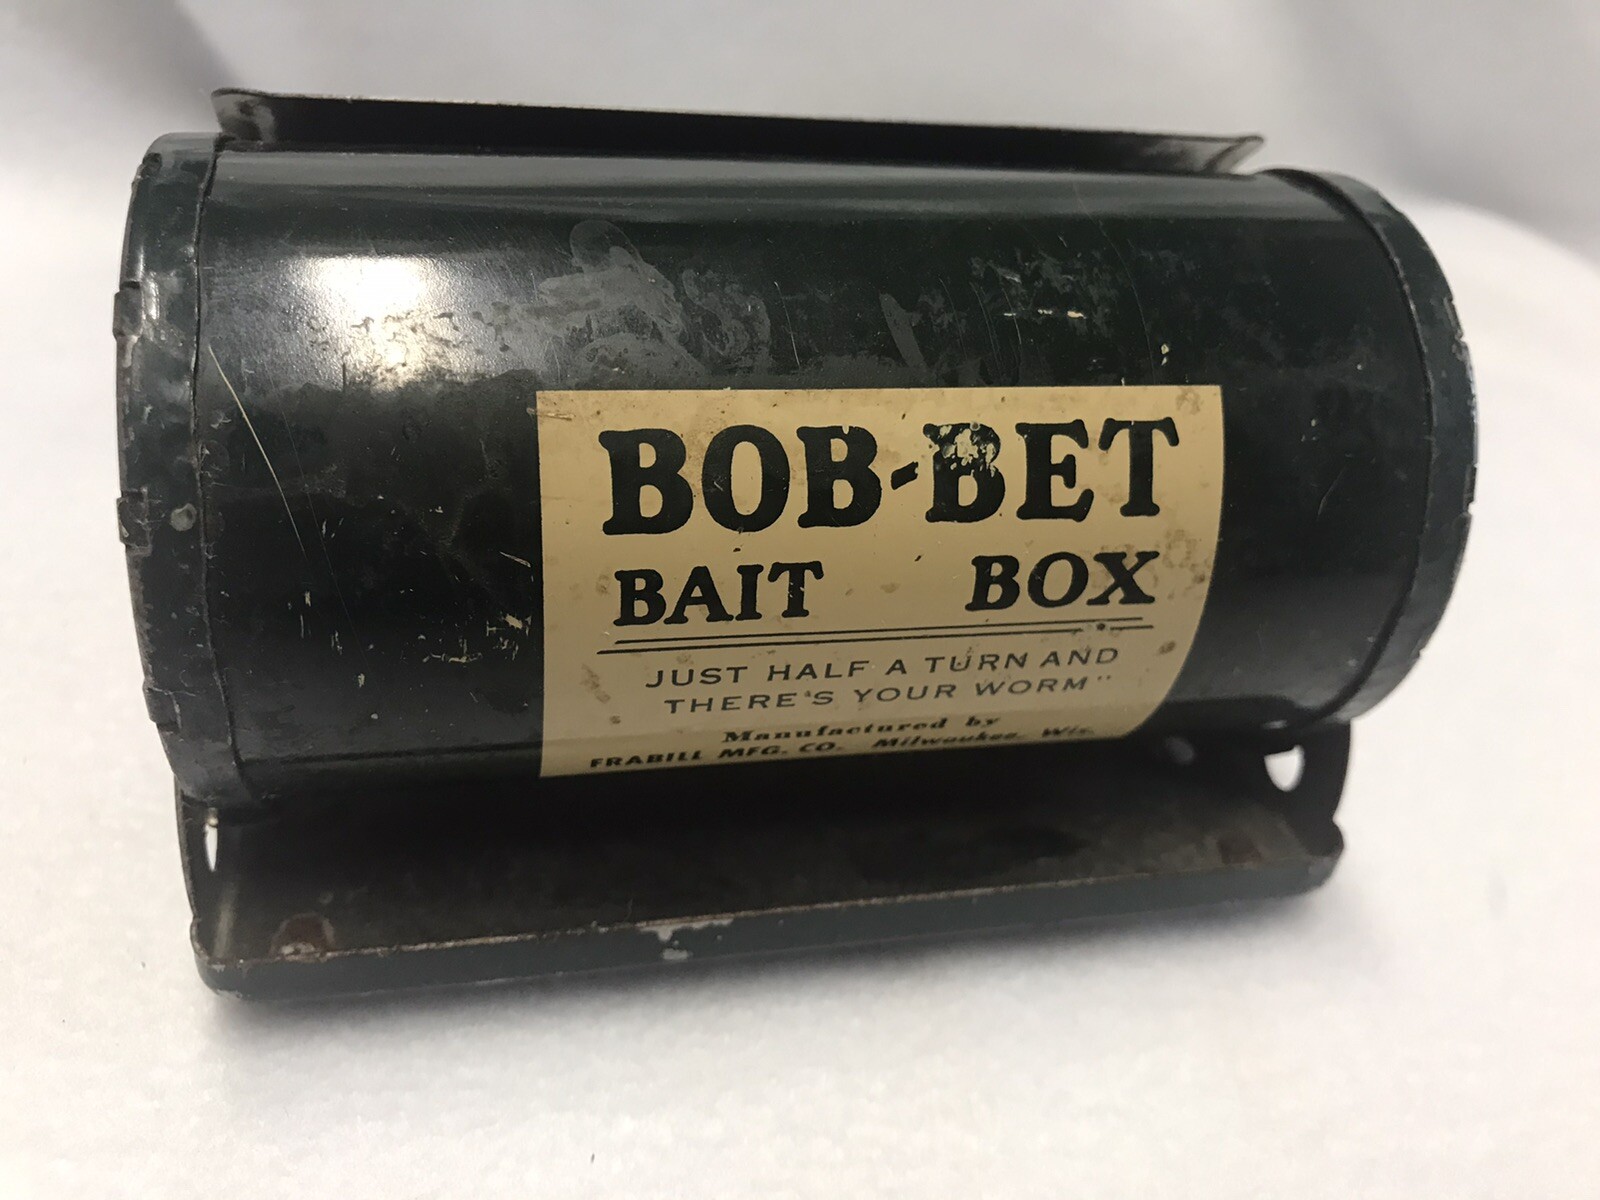 BOB-BET
BAIT BOX
JUST HALF A TURN AND
THERE'S YOUR WORM"
Manufactured by
FRABILL MFG. CO. Milwaukee, Wis.